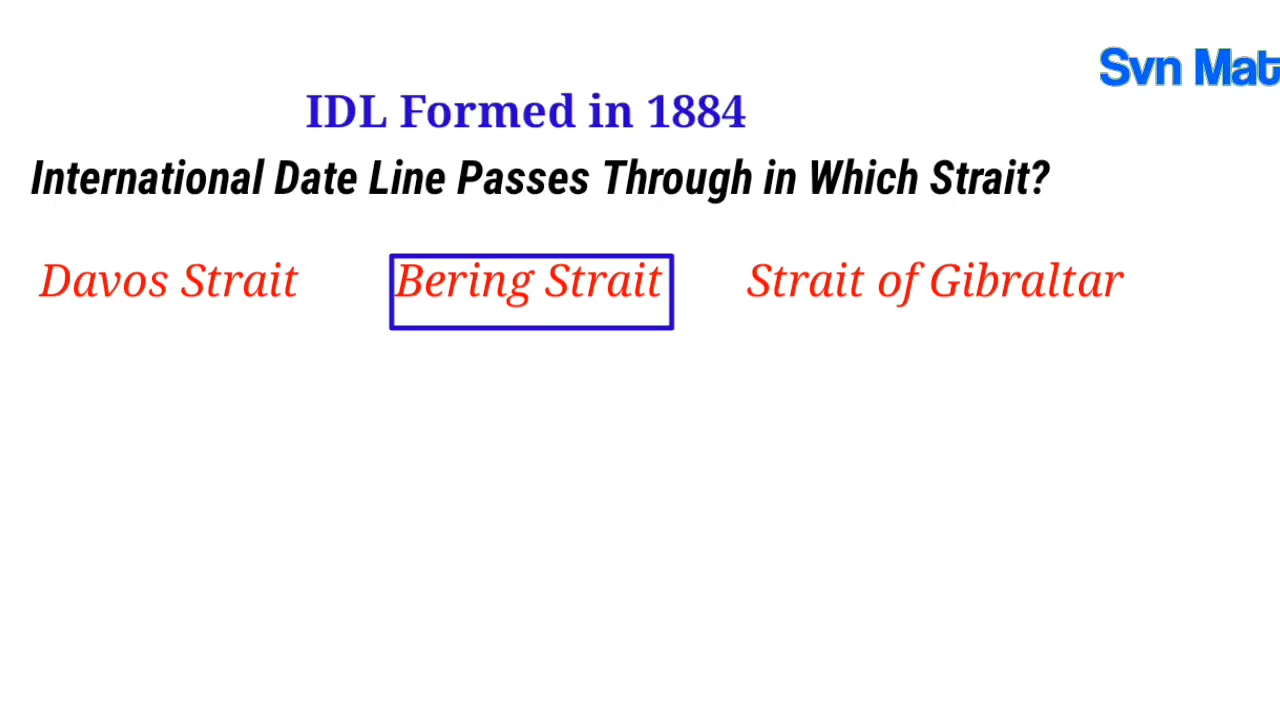 Svn Mat
IDL Formed in 1884
International Date Line Passes Through in Which Strait?
Davos Strait Bering Strait Strait of Gibraltar